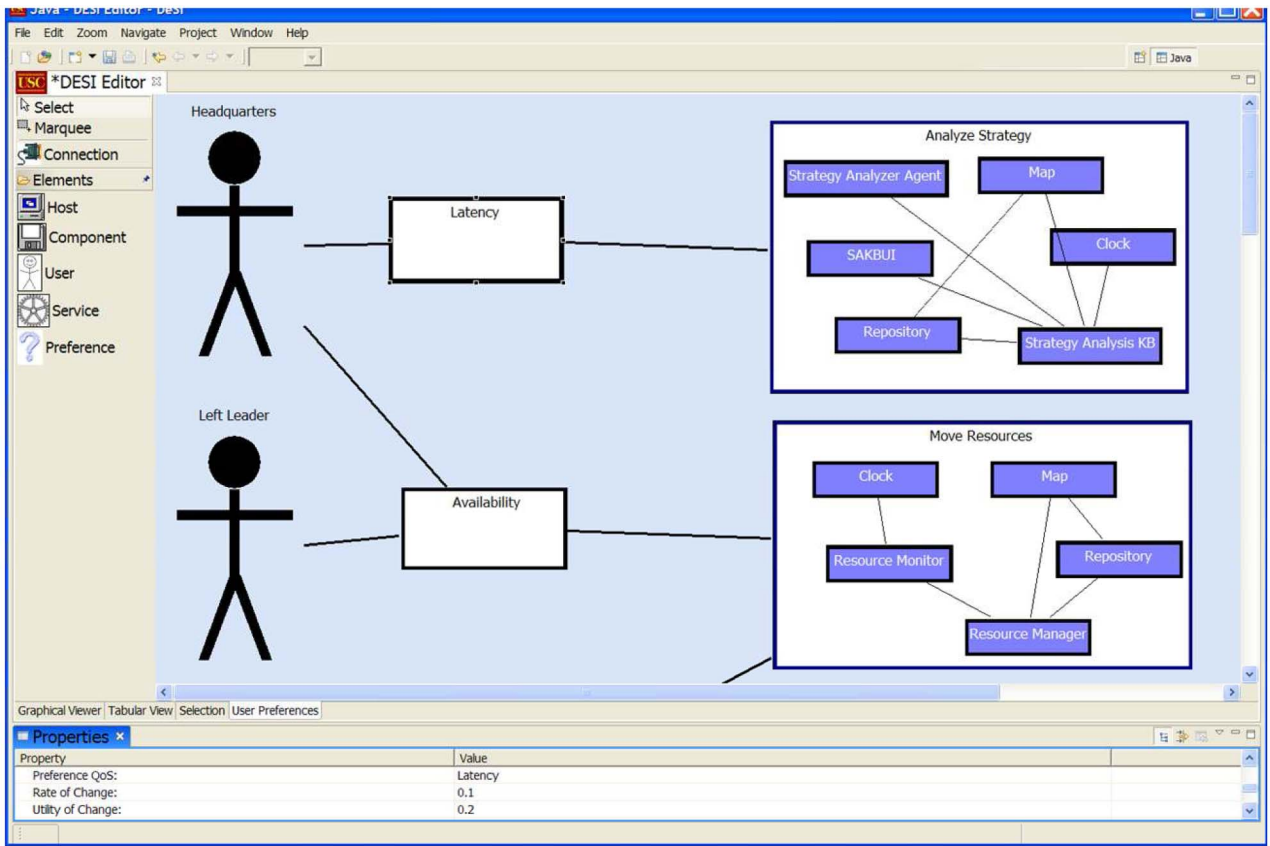 Java - DESI Editor - DeSi
File Edit Zoom Navigate Project Window Help
Java
USC *DESI Editor
Select
Marquee
Connection
Elements
Host
Component
User
Service
Preference
Headquarters
Latency
Analyze Strategy
Strategy Analyzer Agent
Map
Clock
SAKBUI
Repository
Strategy Analysis KB
Left Leader
Availability
Move Resources
Clock
Map
Resource Monitor
Repository
Resource Manager
Graphical Viewer Tabular View Selection User Preferences
Properties
Property Value
Preference QoS: Latency
Rate of Change: 0.1
Utility of Change: 0.2